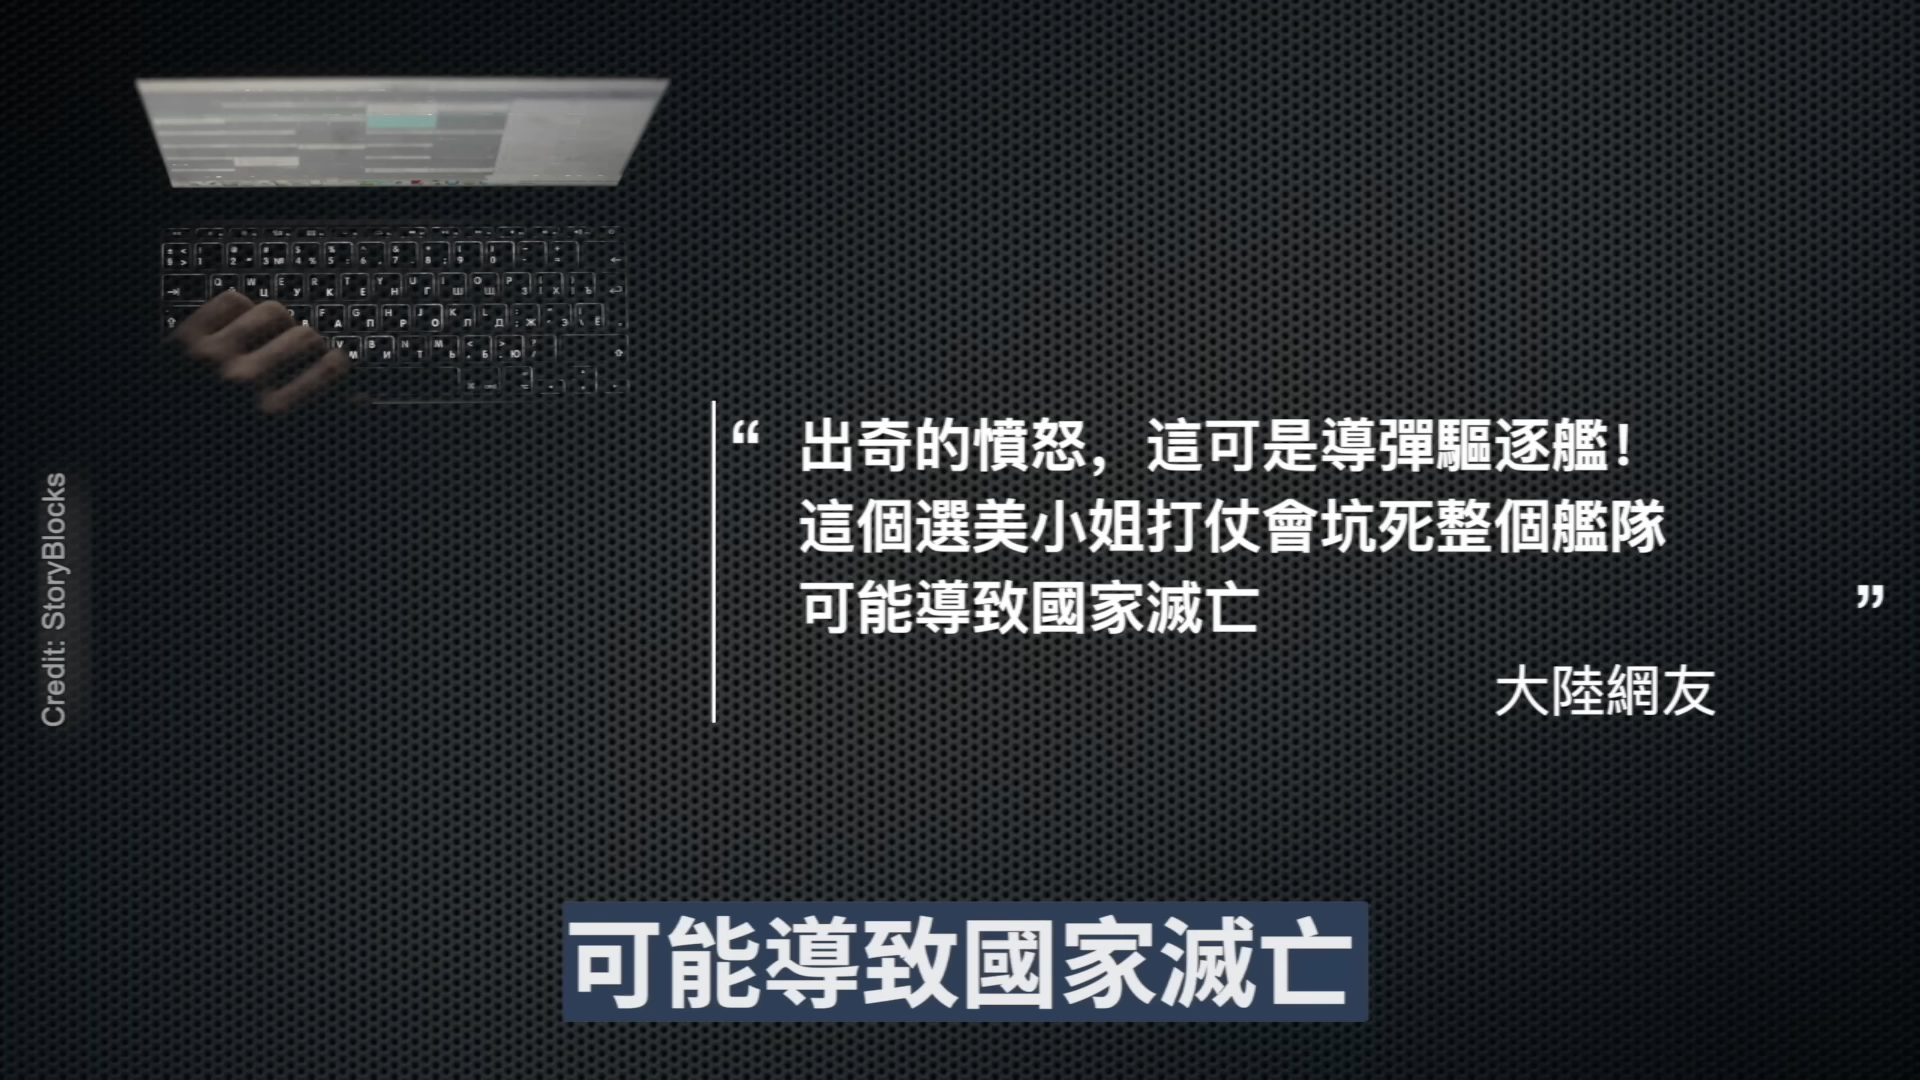 “ 出奇的憤怒，這可是導彈驅逐艦！
這個選美小姐打仗會坑死整個艦隊
可能導致國家滅亡 ”
大陸網友
Credit: StoryBlocks
可能導致國家滅亡